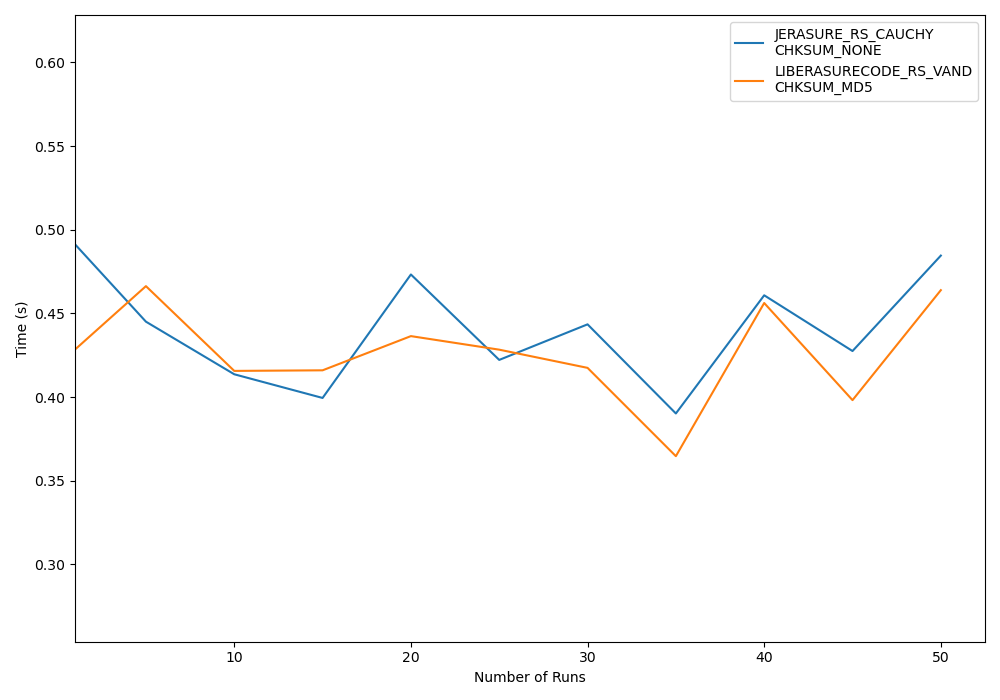 JERASURE_RS_CAUCHY
CHKSUM_NONE
LIBERASURECODE_RS_VAND
CHKSUM_MD5
0.60
0.55
0.50
0.45
0.40
0.35
0.30
Time (s)
10 20 30 40 50
Number of Runs